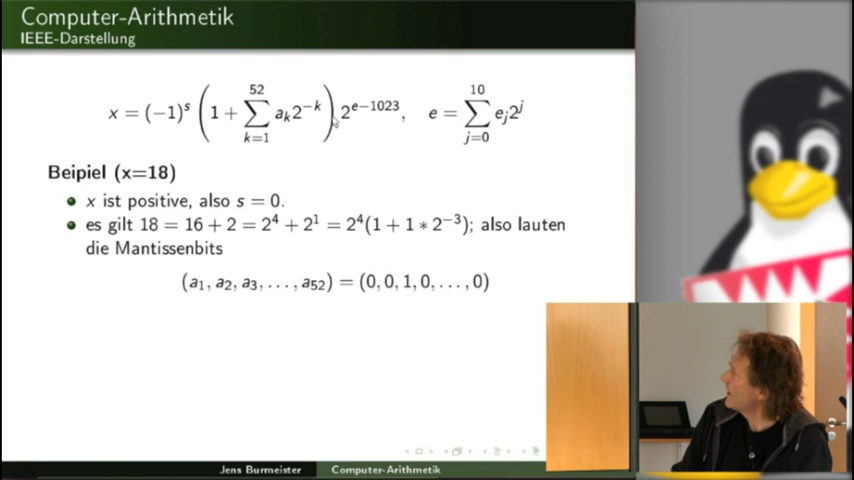 Computer-Arithmetik
IEEE-Darstellung
x = (−1)^s (1 + ∑_{k=1}^{52} a_k 2^{−k}) 2^{e−1023}, e = ∑_{j=0}^{10} e_j 2^j
Beipiel (x=18)
x ist positive, also s = 0.
es gilt 18 = 16 + 2 = 2^4 + 2^1 = 2^4(1 + 1 ∗ 2^{−3}); also lauten
die Mantissenbits
(a_1, a_2, a_3, . . . , a_{52}) = (0, 0, 1, 0, . . . , 0)
Jens Burmeister Computer-Arithmetik